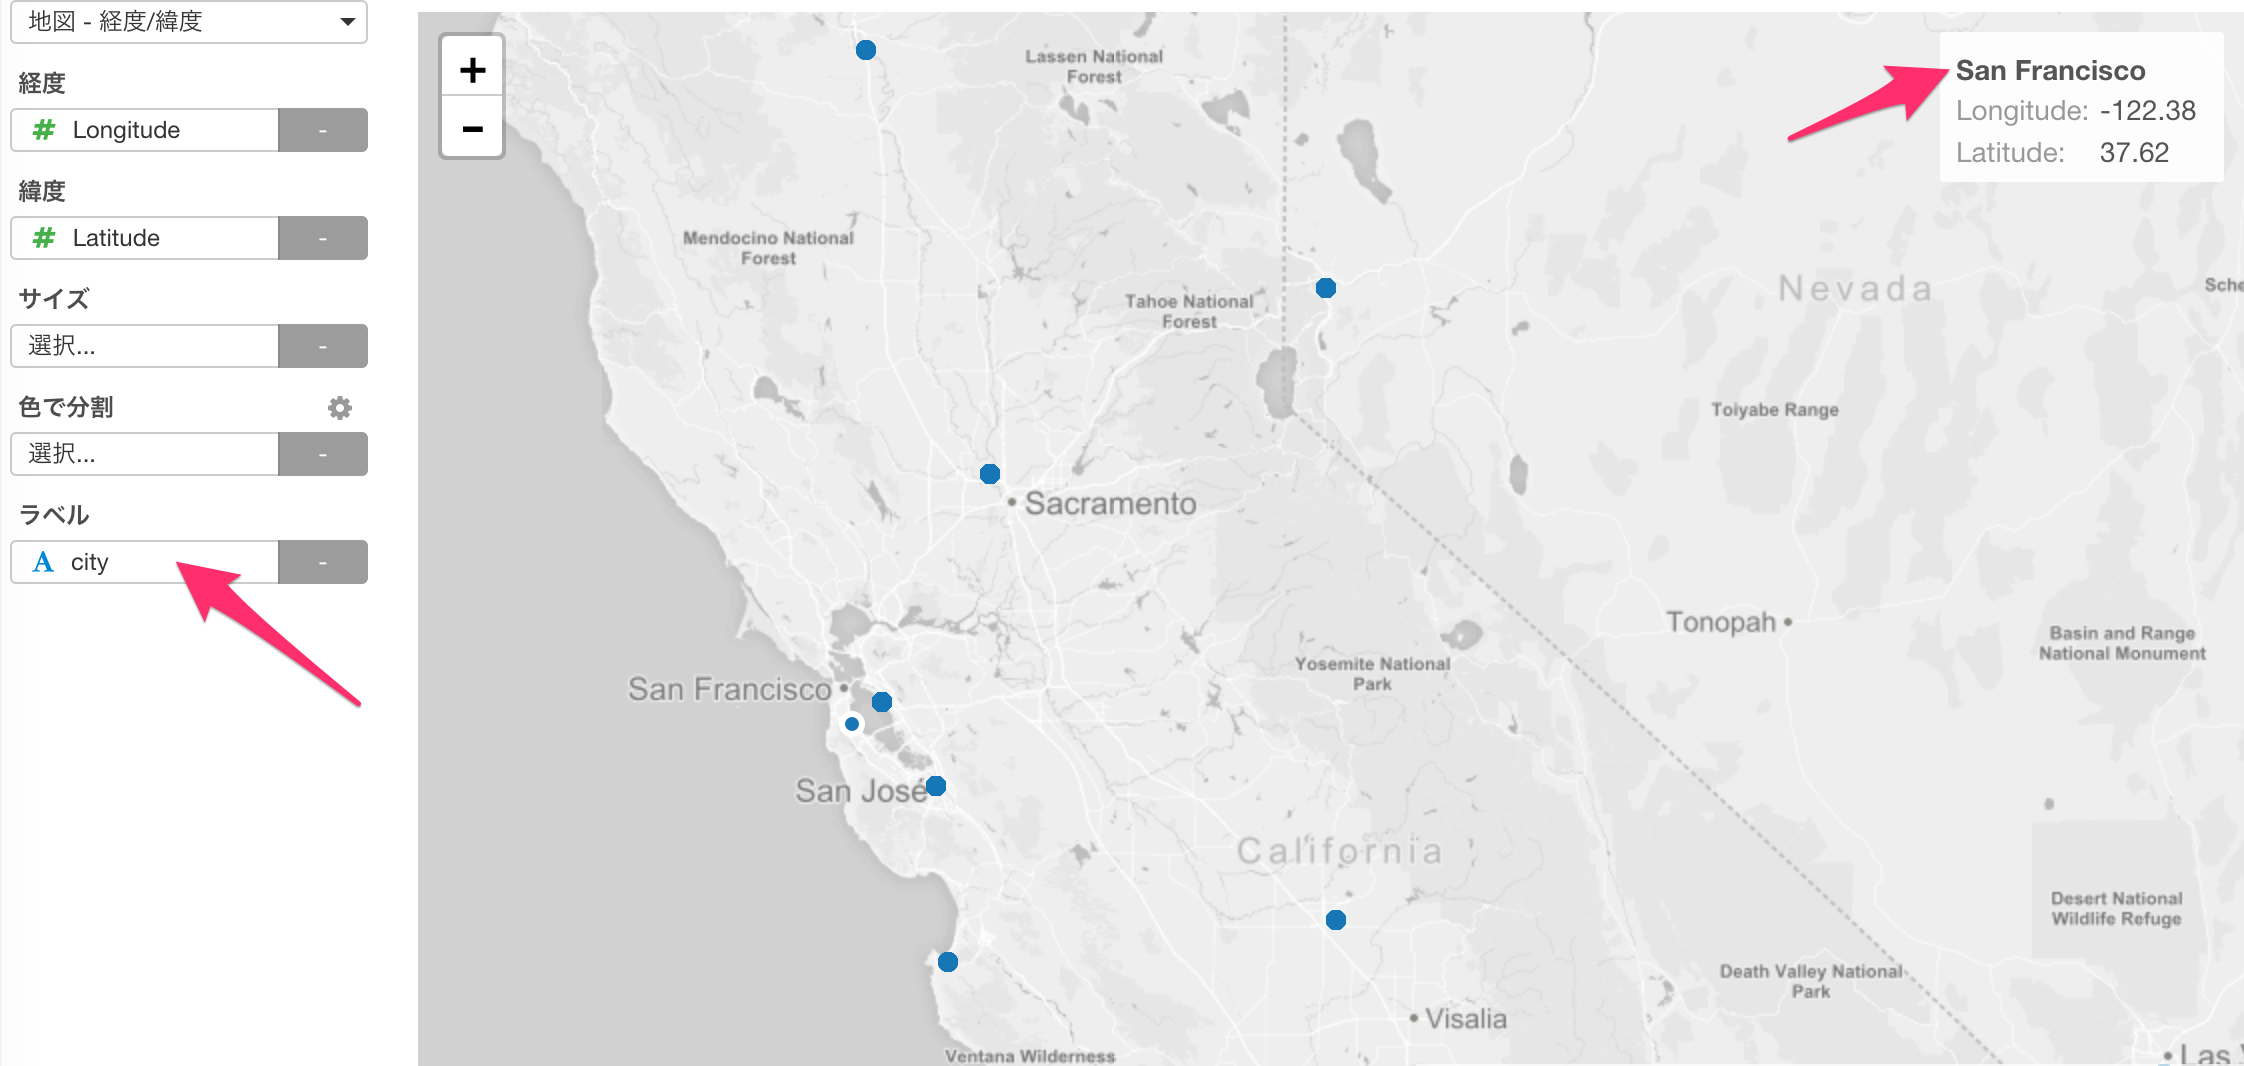 地図 - 経度/緯度
経度
# Longitude -
緯度
# Latitude -
サイズ
選択... -
色で分割
選択... -
ラベル
A city -
+
−
Lassen National
Forest
San Francisco
Longitude: -122.38
Latitude: 37.62
Mendocino National
Forest
Tahoe National
Forest
Nevada
Toiyabe Range
Sacramento
Tonopah
Basin and Range
National Monument
Yosemite National
Park
San Francisco
San José
California
Desert National
Wildlife Refuge
Death Valley National
Park
Visalia
Ventana Wilderness
Las